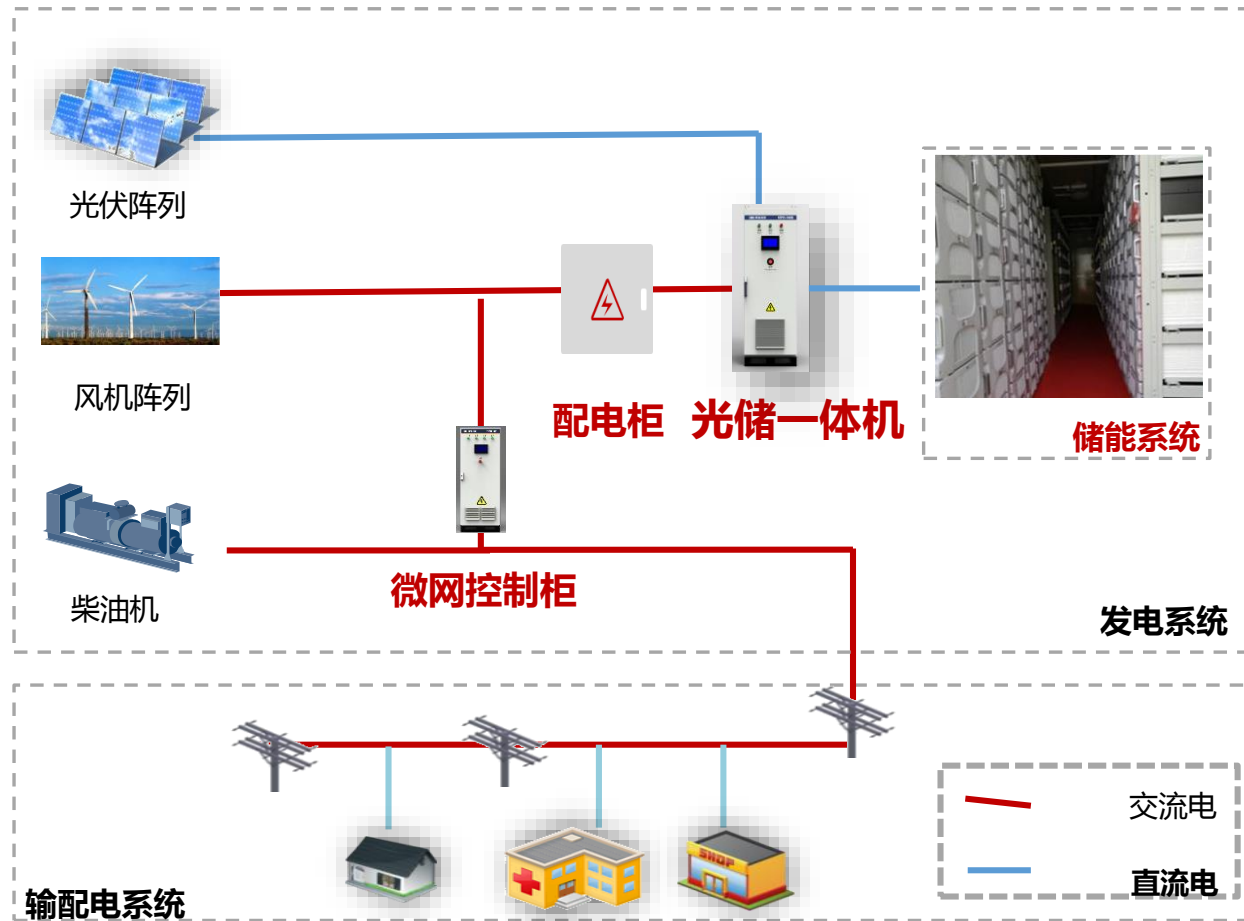 光伏阵列
风机阵列
配电柜
光储一体机
储能系统
微网控制柜
柴油机
发电系统
SHOP
交流电
直流电
输配电系统